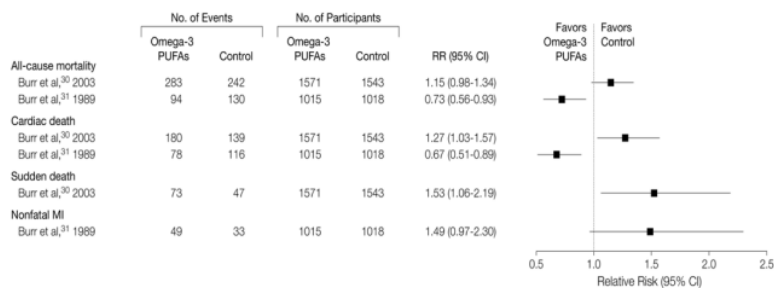 No. of Events No. of Participants Favors Favors
Omega-3 Omega-3 Omega-3 Control
PUFAs Control PUFAs Control RR (95% CI) PUFAs
All-cause mortality
Burr et al,30 2003 283 242 1571 1543 1.15 (0.98-1.34)
Burr et al,31 1989 94 130 1015 1018 0.73 (0.56-0.93)
Cardiac death
Burr et al,30 2003 180 139 1571 1543 1.27 (1.03-1.57)
Burr et al,31 1989 78 116 1015 1018 0.67 (0.51-0.89)
Sudden death
Burr et al,30 2003 73 47 1571 1543 1.53 (1.06-2.19)
Nonfatal MI
Burr et al,31 1989 49 33 1015 1018 1.49 (0.97-2.30)
0.5 1.0 1.5 2.0 2.5
Relative Risk (95% CI)